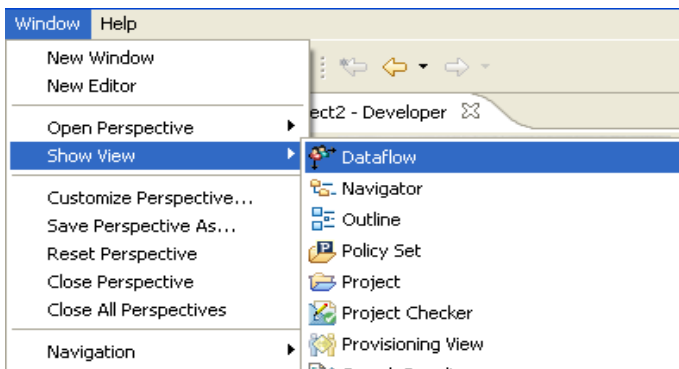 Window Help
New Window
New Editor
ect2 - Developer
Open Perspective
Show View
Dataflow
Navigator
Customize Perspective...
Outline
Save Perspective As...
Policy Set
Reset Perspective
Close Perspective
Project
Close All Perspectives
Project Checker
Navigation
Provisioning View